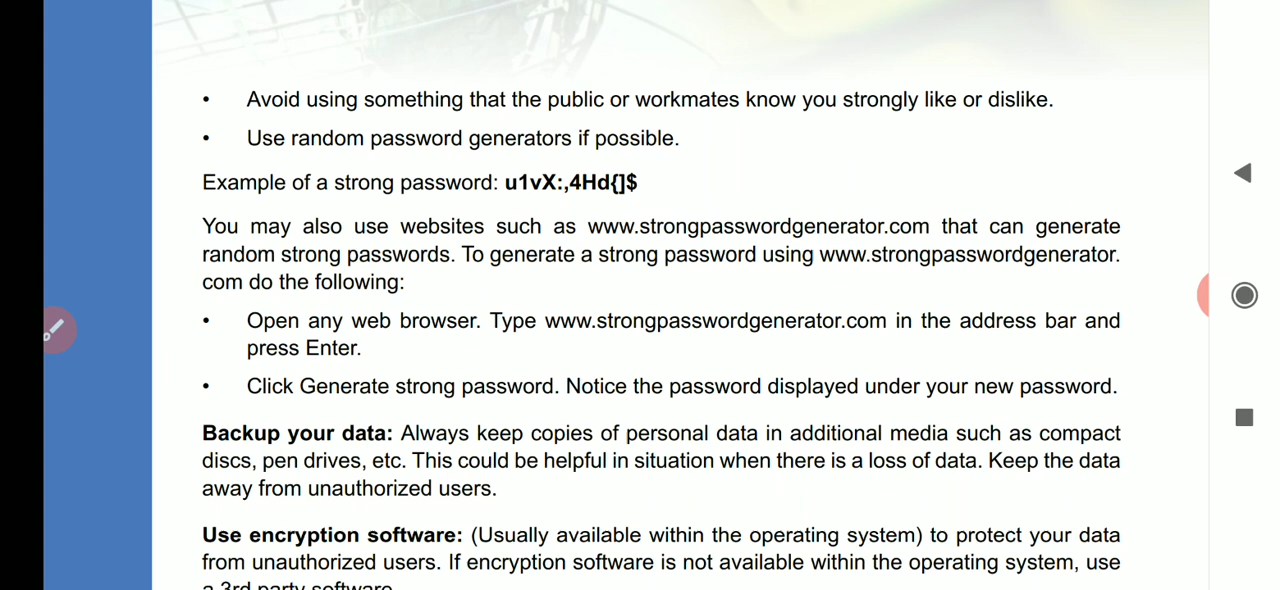 • Avoid using something that the public or workmates know you strongly like or dislike.
• Use random password generators if possible.
Example of a strong password: u1vX:,4Hd{]$
You may also use websites such as www.strongpasswordgenerator.com that can generate
random strong passwords. To generate a strong password using www.strongpasswordgenerator.
com do the following:
• Open any web browser. Type www.strongpasswordgenerator.com in the address bar and
press Enter.
• Click Generate strong password. Notice the password displayed under your new password.
Backup your data: Always keep copies of personal data in additional media such as compact
discs, pen drives, etc. This could be helpful in situation when there is a loss of data. Keep the data
away from unauthorized users.
Use encryption software: (Usually available within the operating system) to protect your data
from unauthorized users. If encryption software is not available within the operating system, use
a 3rd party software.